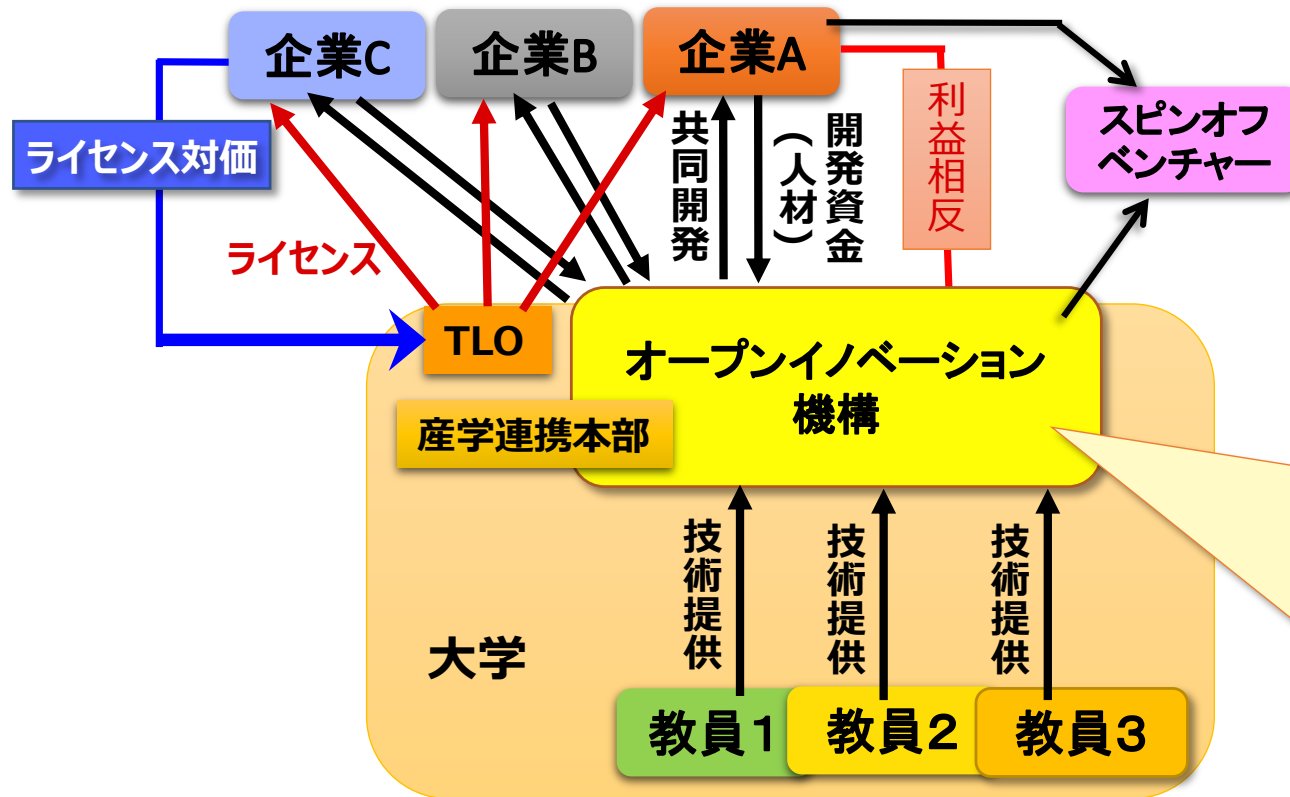 企業C
企業B
企業A
利益相反
スピンオフ
ベンチャー
ライセンス対価
共同開発
開発資金
(人材)
ライセンス
TLO
オープンイノベーション
機構
産学連携本部
技術提供
技術提供
技術提供
大学
教員1
教員2
教員3